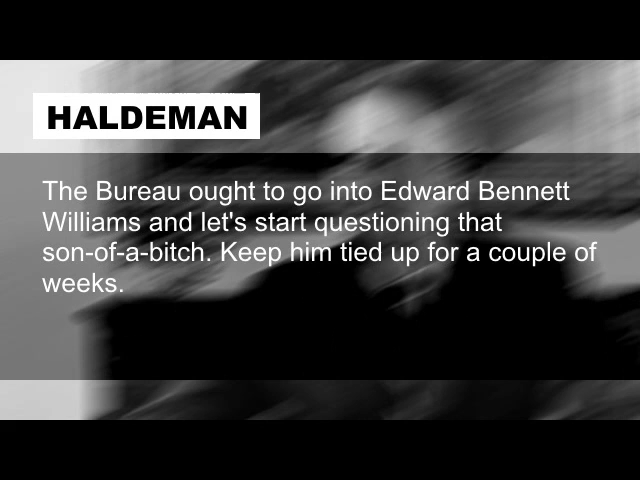 HALDEMAN
The Bureau ought to go into Edward Bennett
Williams and let's start questioning that
son-of-a-bitch. Keep him tied up for a couple of
weeks.